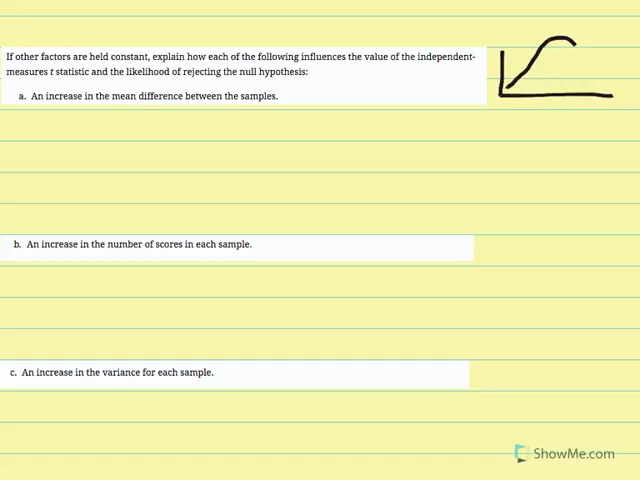 If other factors are held constant, explain how each of the following influences the value of the independent-
measures t statistic and the likelihood of rejecting the null hypothesis:
a. An increase in the mean difference between the samples.
b. An increase in the number of scores in each sample.
c. An increase in the variance for each sample.
ShowMe.com